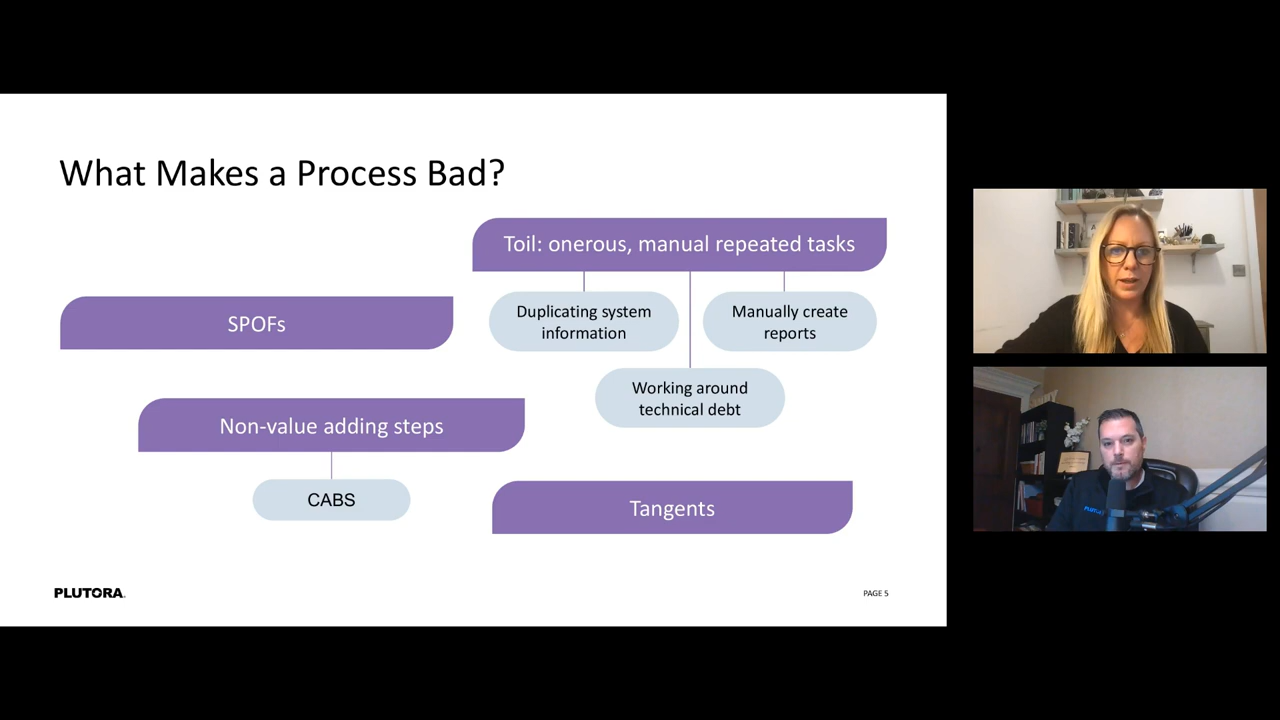 What Makes a Process Bad?
Toil: onerous, manual repeated tasks
Duplicating system
information
Manually create
reports
Working around
technical debt
SPOFs
Non-value adding steps
CABS
Tangents
PLUTORA
PAGE 5